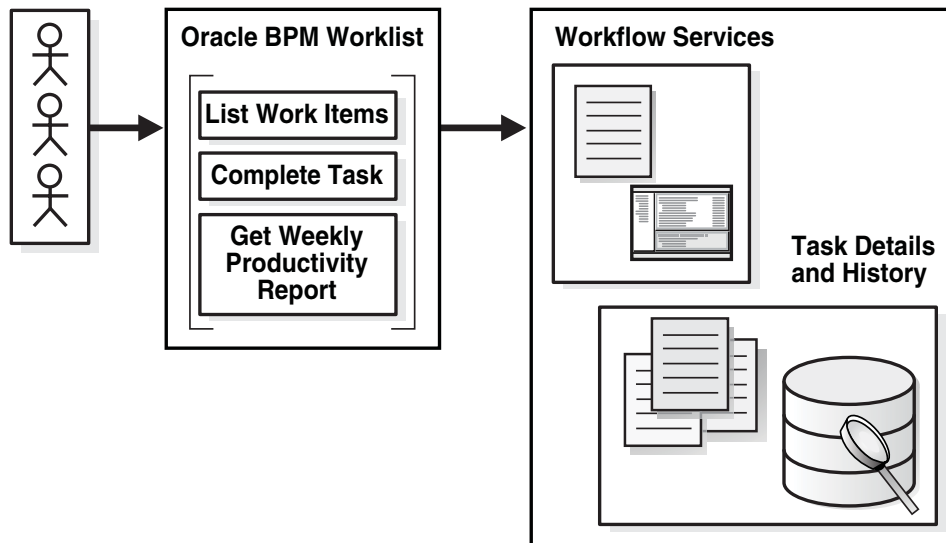 Oracle BPM Worklist
List Work Items
Complete Task
Get Weekly
Productivity
Report
Workflow Services
Task Details
and History